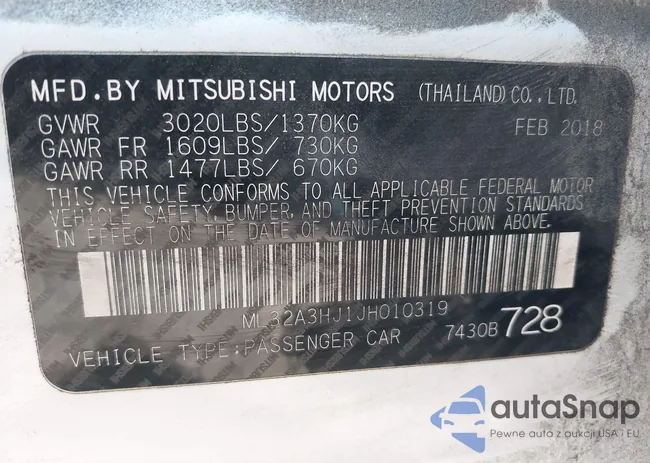 MFD.BY MITSUBISHI MOTORS (THAILAND)CO.,LTD.
GVWR 3020LBS/1370KG FEB 2018
GAWR FR 1609LBS/ 730KG
GAWR RR 1477LBS/ 670KG
THIS VEHICLE CONFORMS TO ALL APPLICABLE FEDERAL MOTOR
VEHICLE SAFETY, BUMPER, AND THEFT PREVENTION STANDARDS
IN EFFECT ON THE DATE OF MANUFACTURE SHOWN ABOVE.
ML32A3HJ1JH010319
VEHICLE TYPE:PASSENGER CAR 7430B 728
autaSnap
Pewne auta z aukcji USA i EU